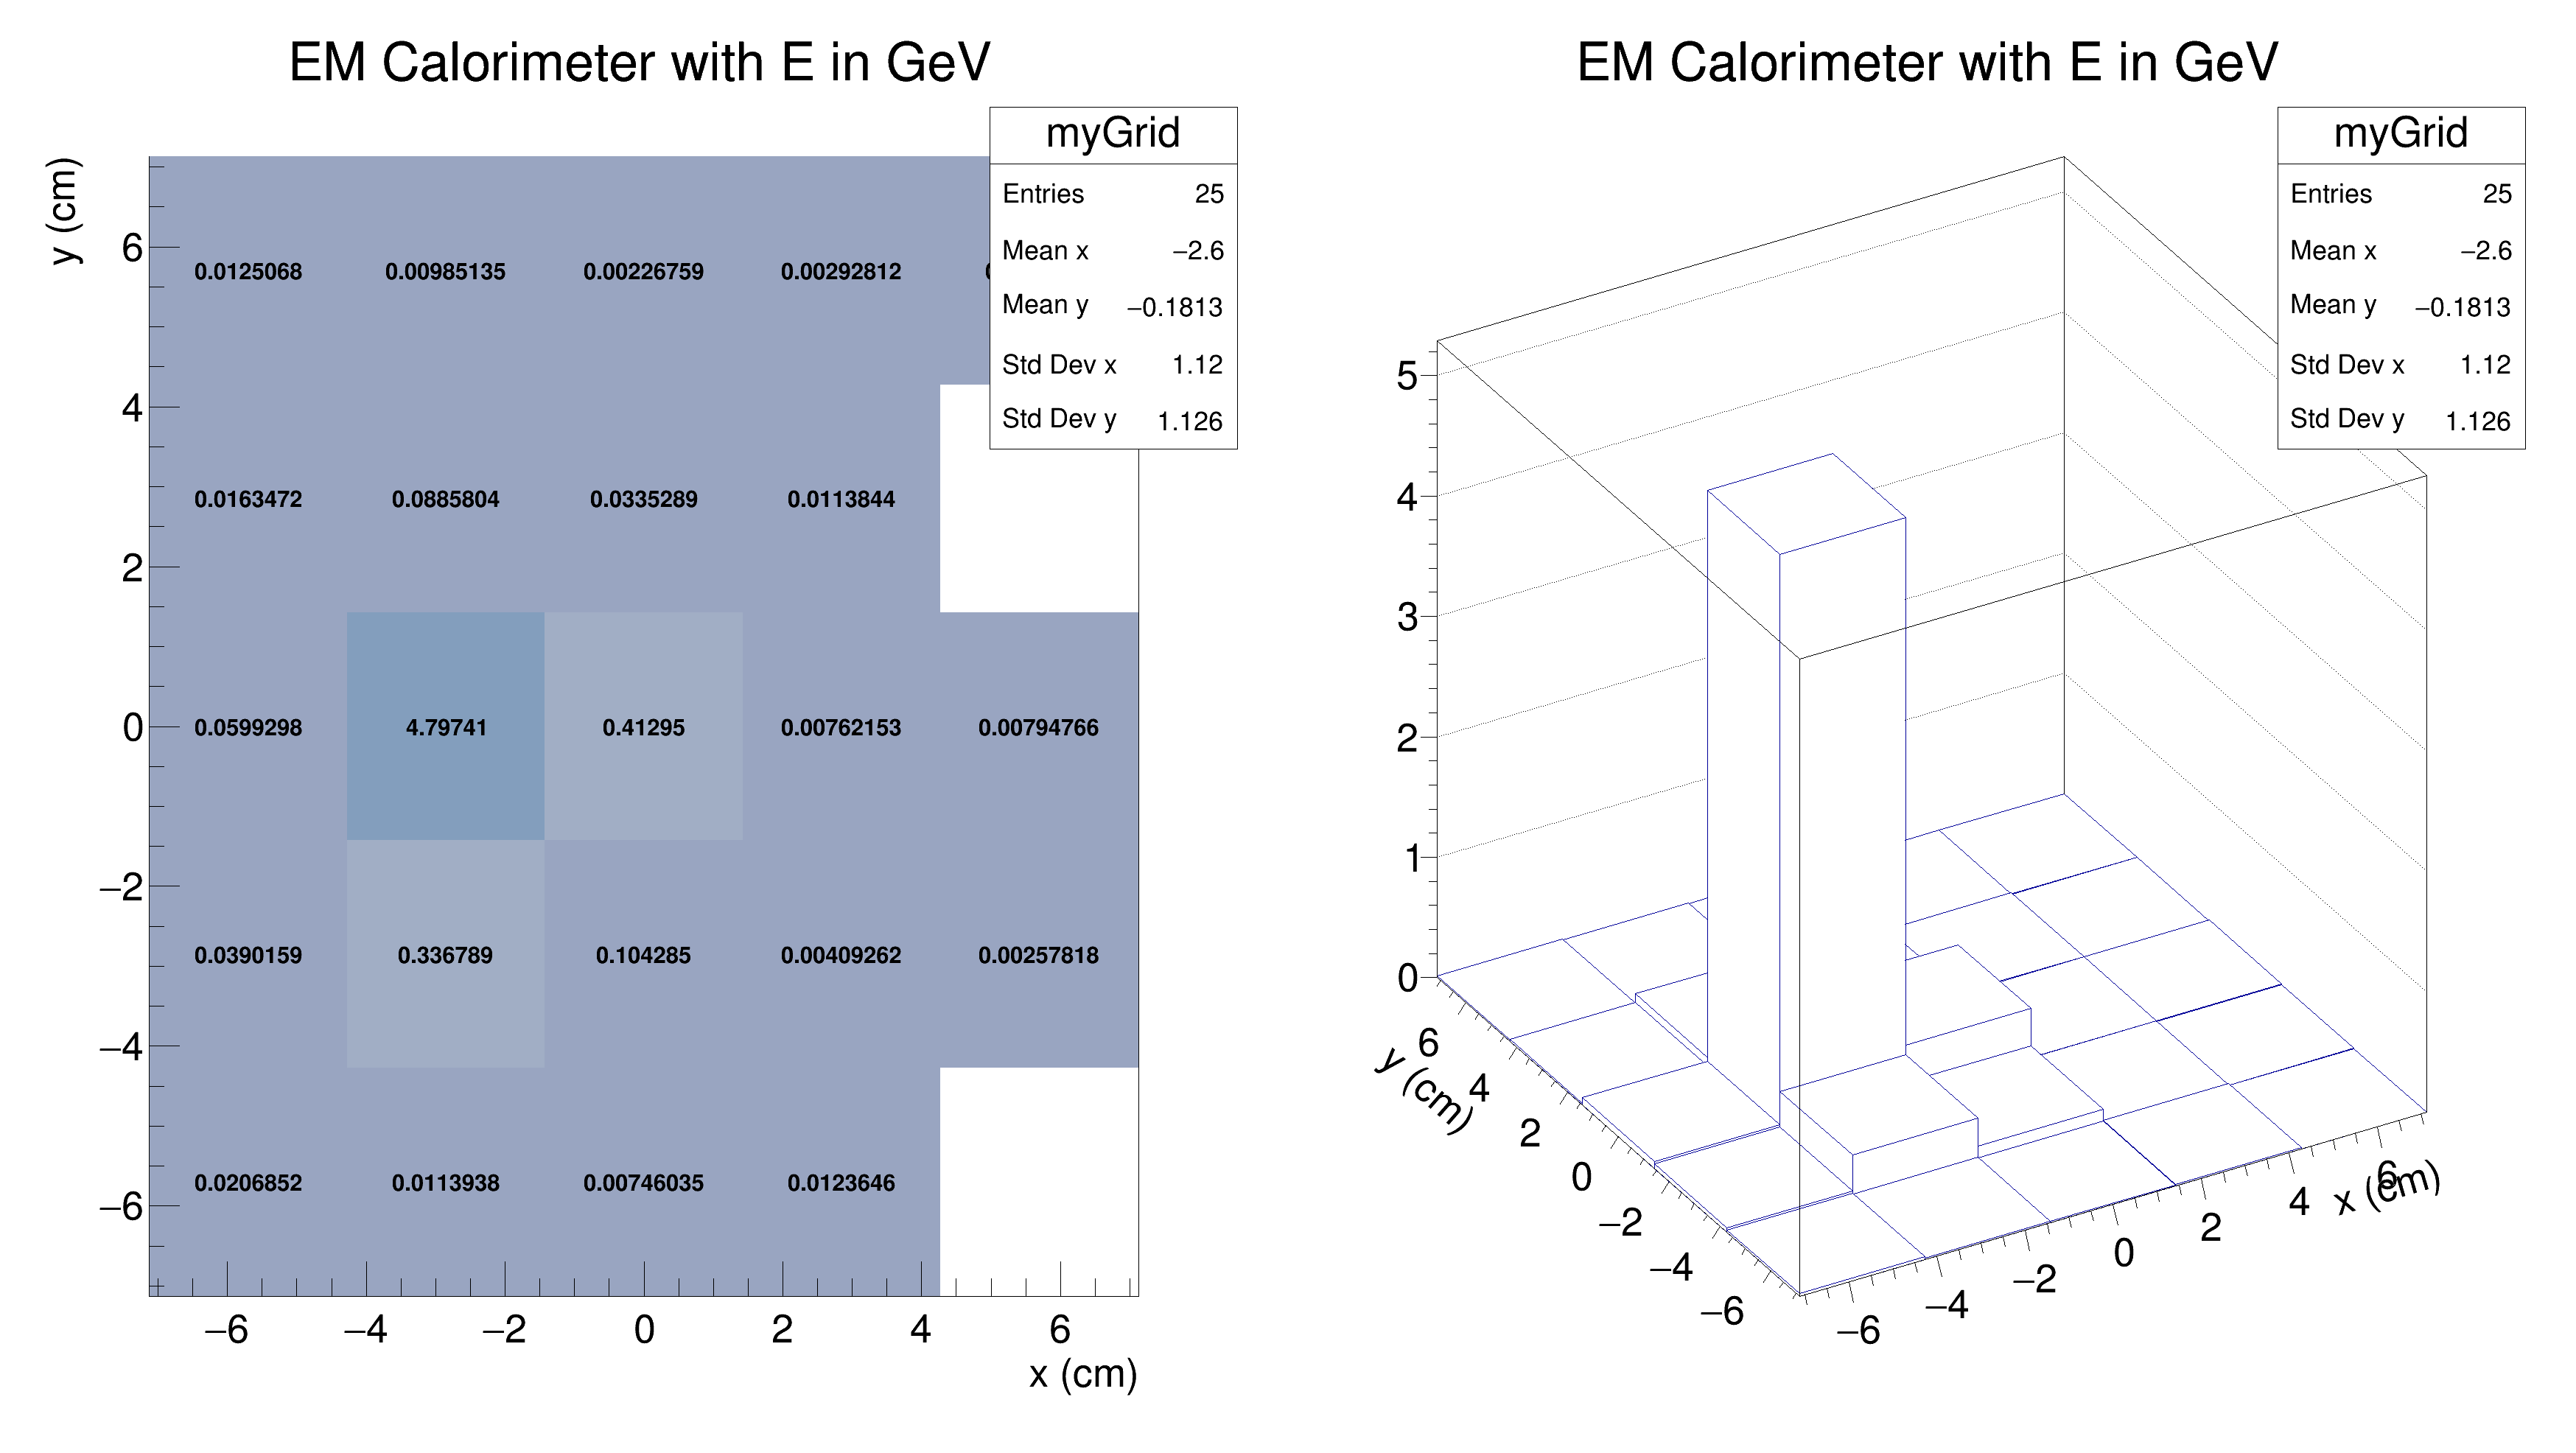 EM Calorimeter with E in GeV
y (cm)
myGrid
Entries 25
Mean x −2.6
Mean y −0.1813
Std Dev x 1.12
Std Dev y 1.126
6
4
2
0
−2
−4
−6
0.0125068 0.00985135 0.00226759 0.00292812
0.0163472 0.0885804 0.0335289 0.0113844
0.0599298 4.79741 0.41295 0.00762153 0.00794766
0.0390159 0.336789 0.104285 0.00409262 0.00257818
0.0206852 0.0113938 0.00746035 0.0123646
−6 −4 −2 0 2 4 6
x (cm)
EM Calorimeter with E in GeV
myGrid
Entries 25
Mean x −2.6
Mean y −0.1813
Std Dev x 1.12
Std Dev y 1.126
5
4
3
2
1
0
6
4
2
0
−2
−4
−6
y (cm)
−6 −4 −2 0 2 4 6
x (cm)